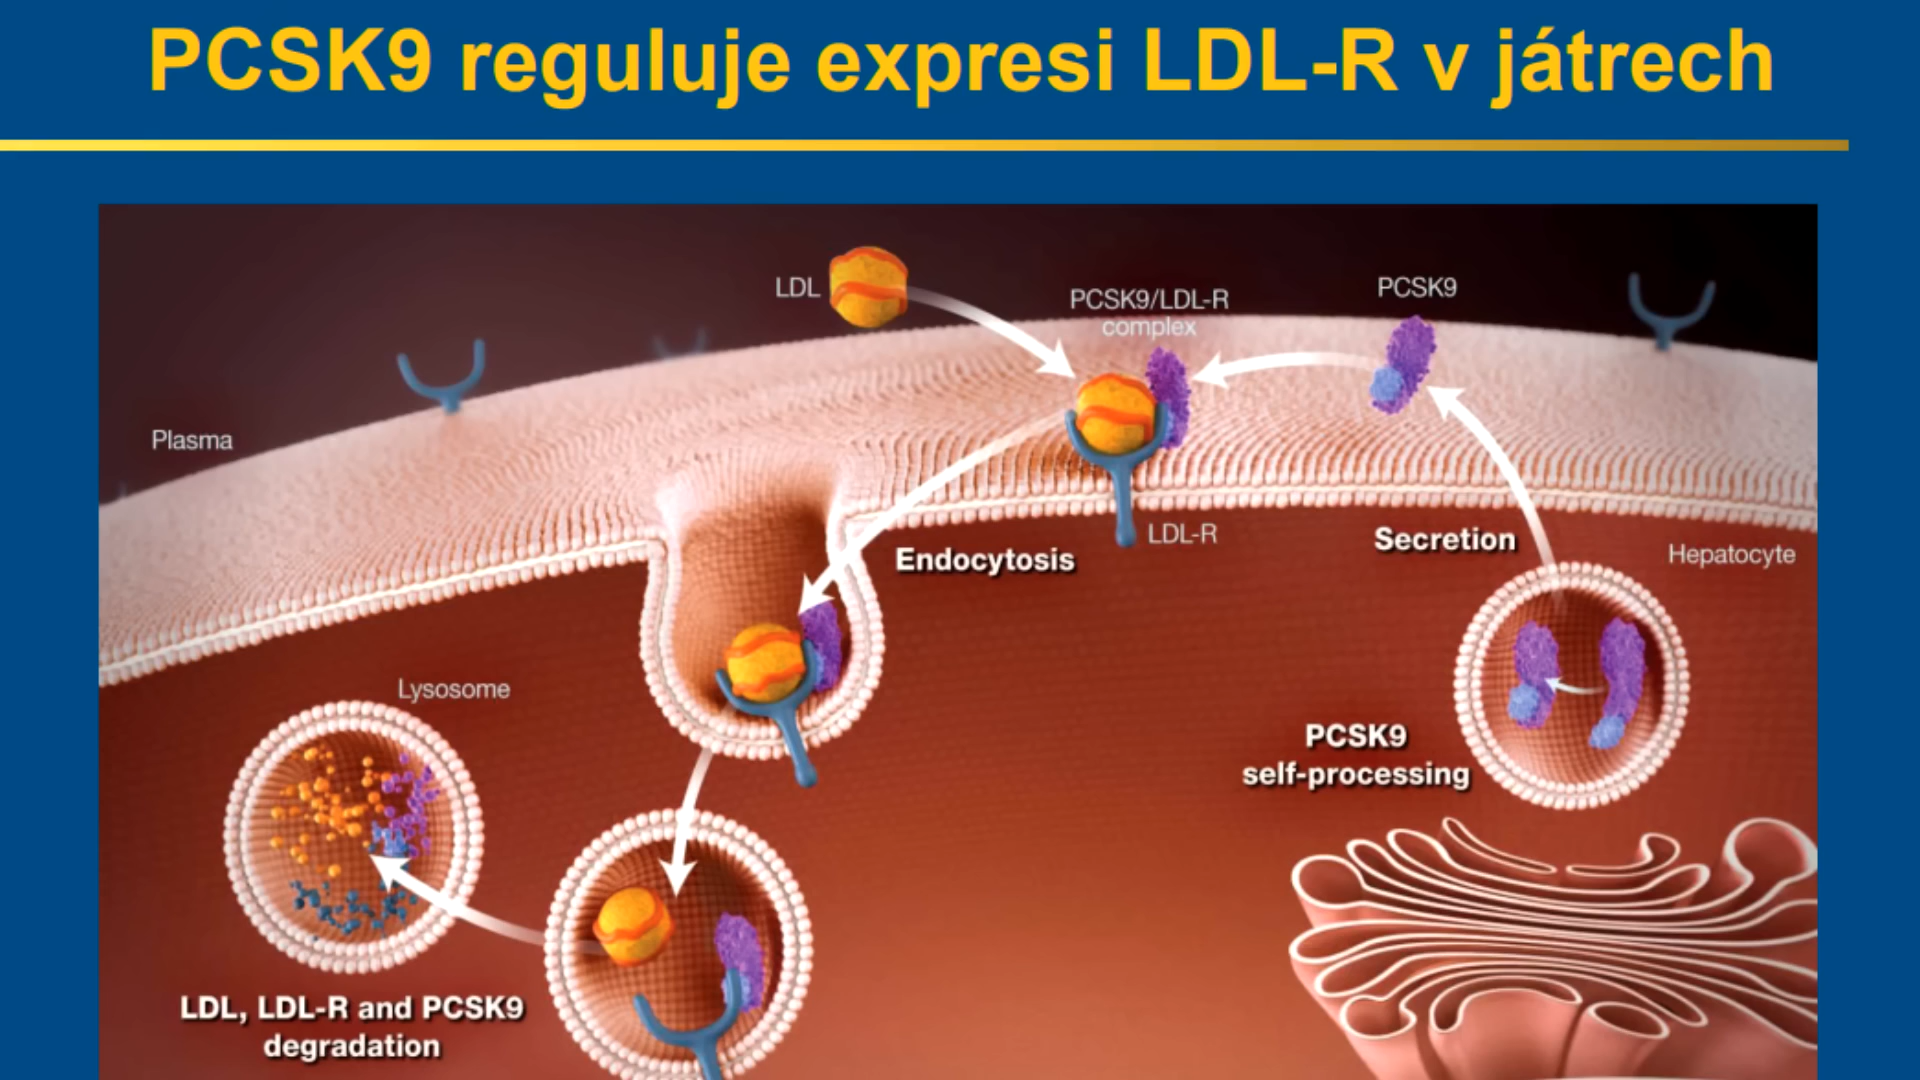 PCSK9 reguluje expresi LDL-R v játrech
LDL
PCSK9/LDL-R
complex
PCSK9
Plasma
LDL-R
Endocytosis
Secretion
Hepatocyte
Lysosome
PCSK9
self-processing
LDL, LDL-R and PCSK9
degradation